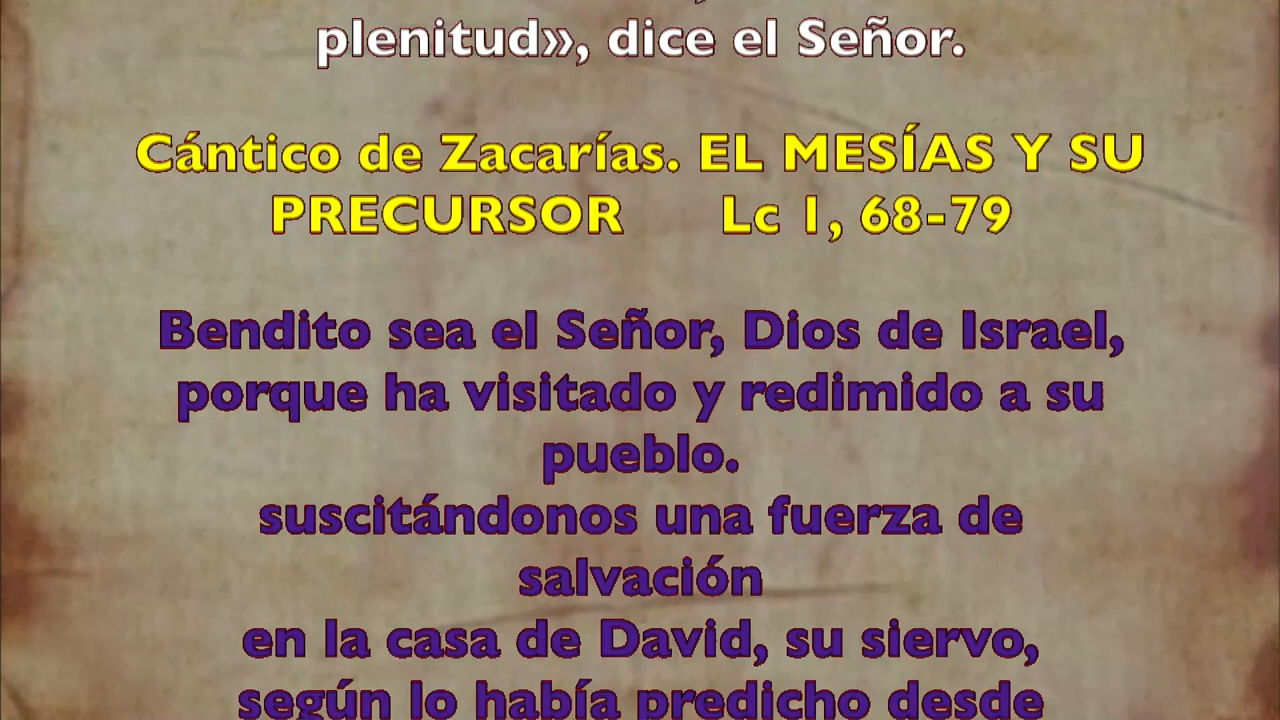 plenitud», dice el Señor.
Cántico de Zacarías. EL MESÍAS Y SU
PRECURSOR Lc 1, 68-79
Bendito sea el Señor, Dios de Israel,
porque ha visitado y redimido a su
pueblo.
suscitándonos una fuerza de
salvación
en la casa de David, su siervo,
según lo había predicho desde